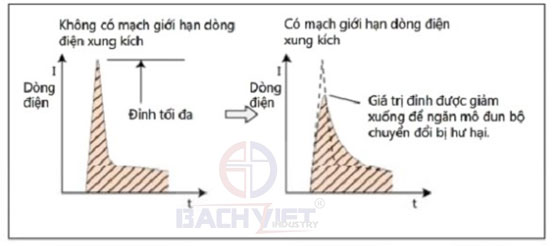 Không có mạch giới hạn dòng
điện xung kích
I
Dòng
điện
Đỉnh tối đa
t
Có mạch giới hạn dòng điện
xung kích
I
Dòng
điện
Giá trị đỉnh được giảm
xuống để ngăn mô đun bộ
chuyển đổi bị hư hại.
t
BACHVIET
INDUSTRY